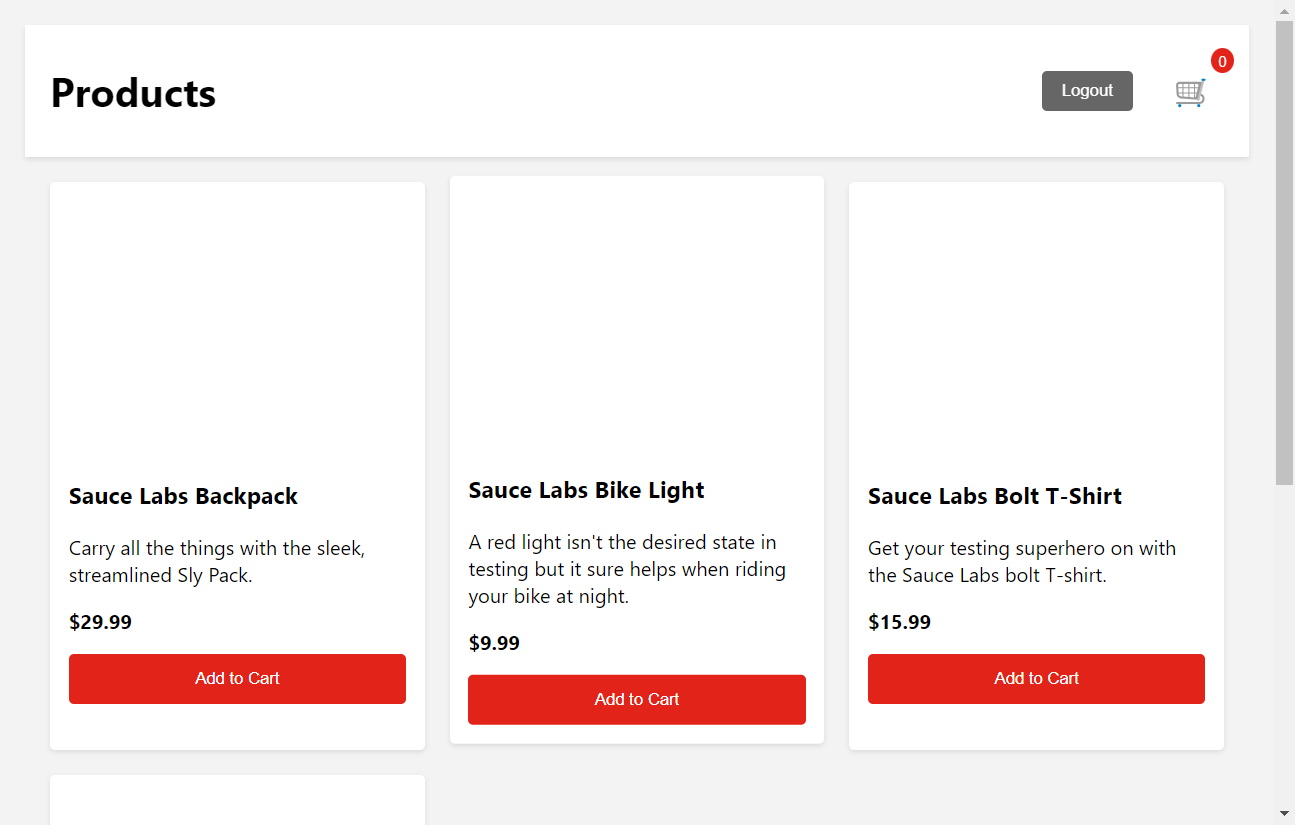 Products
Logout
0
Sauce Labs Backpack
Carry all the things with the sleek,
streamlined Sly Pack.
$29.99
Add to Cart
Sauce Labs Bike Light
A red light isn't the desired state in
testing but it sure helps when riding
your bike at night.
$9.99
Add to Cart
Sauce Labs Bolt T-Shirt
Get your testing superhero on with
the Sauce Labs bolt T-shirt.
$15.99
Add to Cart